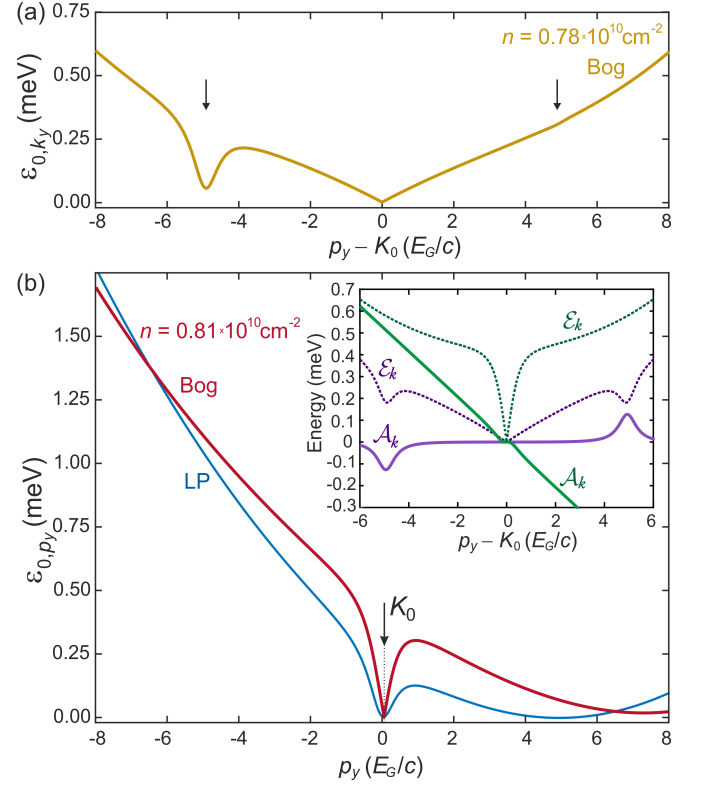 (a)
0.75
0.50
0.25
0.00
ε0,ky (meV)
n = 0.78×10^10cm^-2
Bog
-8 -6 -4 -2 0 2 4 6 8
py – K0 (EG/c)
(b)
1.50
1.25
1.00
0.75
0.50
0.25
0.00
ε0,py (meV)
n = 0.81×10^10cm^-2
Bog
LP
K0
-8 -6 -4 -2 0 2 4 6 8
py (EG/c)
0.7
0.6
0.5
0.4
0.3
0.2
0.1
0
-0.1
-0.2
-0.3
Energy (meV)
ℰk
ℰk
𝒜k
𝒜k
-6 -4 -2 0 2 4 6
py – K0 (EG/c)